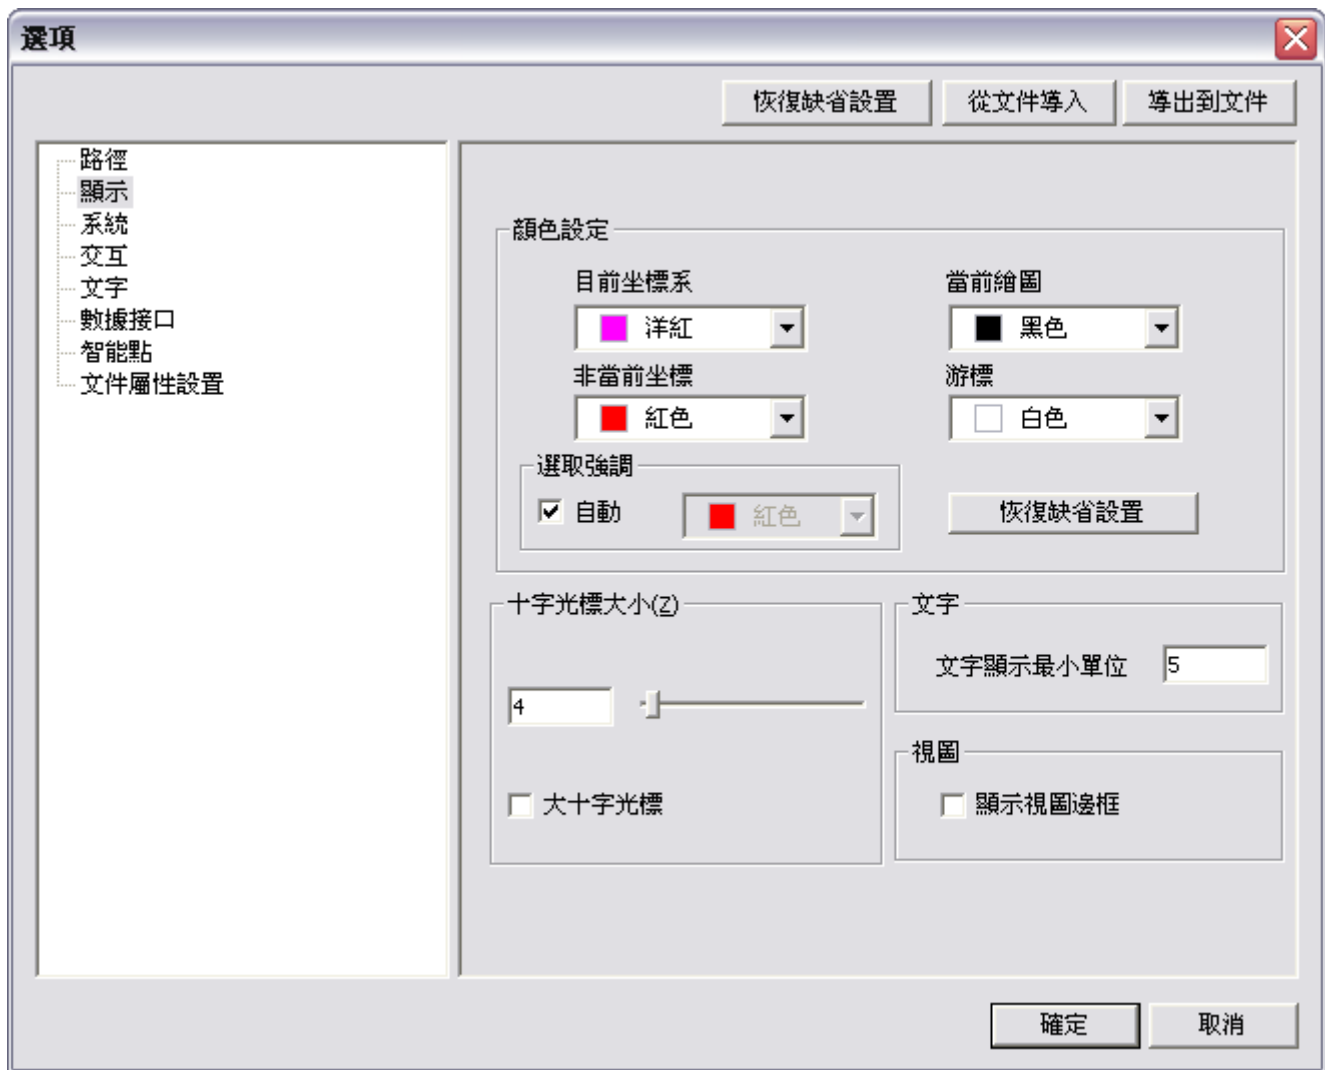 選項
恢復缺省設置 從文件導入 導出到文件
路徑
顯示
系統
交互
文字
數據接口
智能點
文件屬性設置
顏色設定
目前坐標系 當前繪圖
洋紅 黑色
非當前坐標 游標
紅色 白色
選取強調
自動 紅色 恢復缺省設置
十字光標大小(Z)
4
大十字光標
文字
文字顯示最小單位 5
視圖
顯示視圖邊框
確定 取消